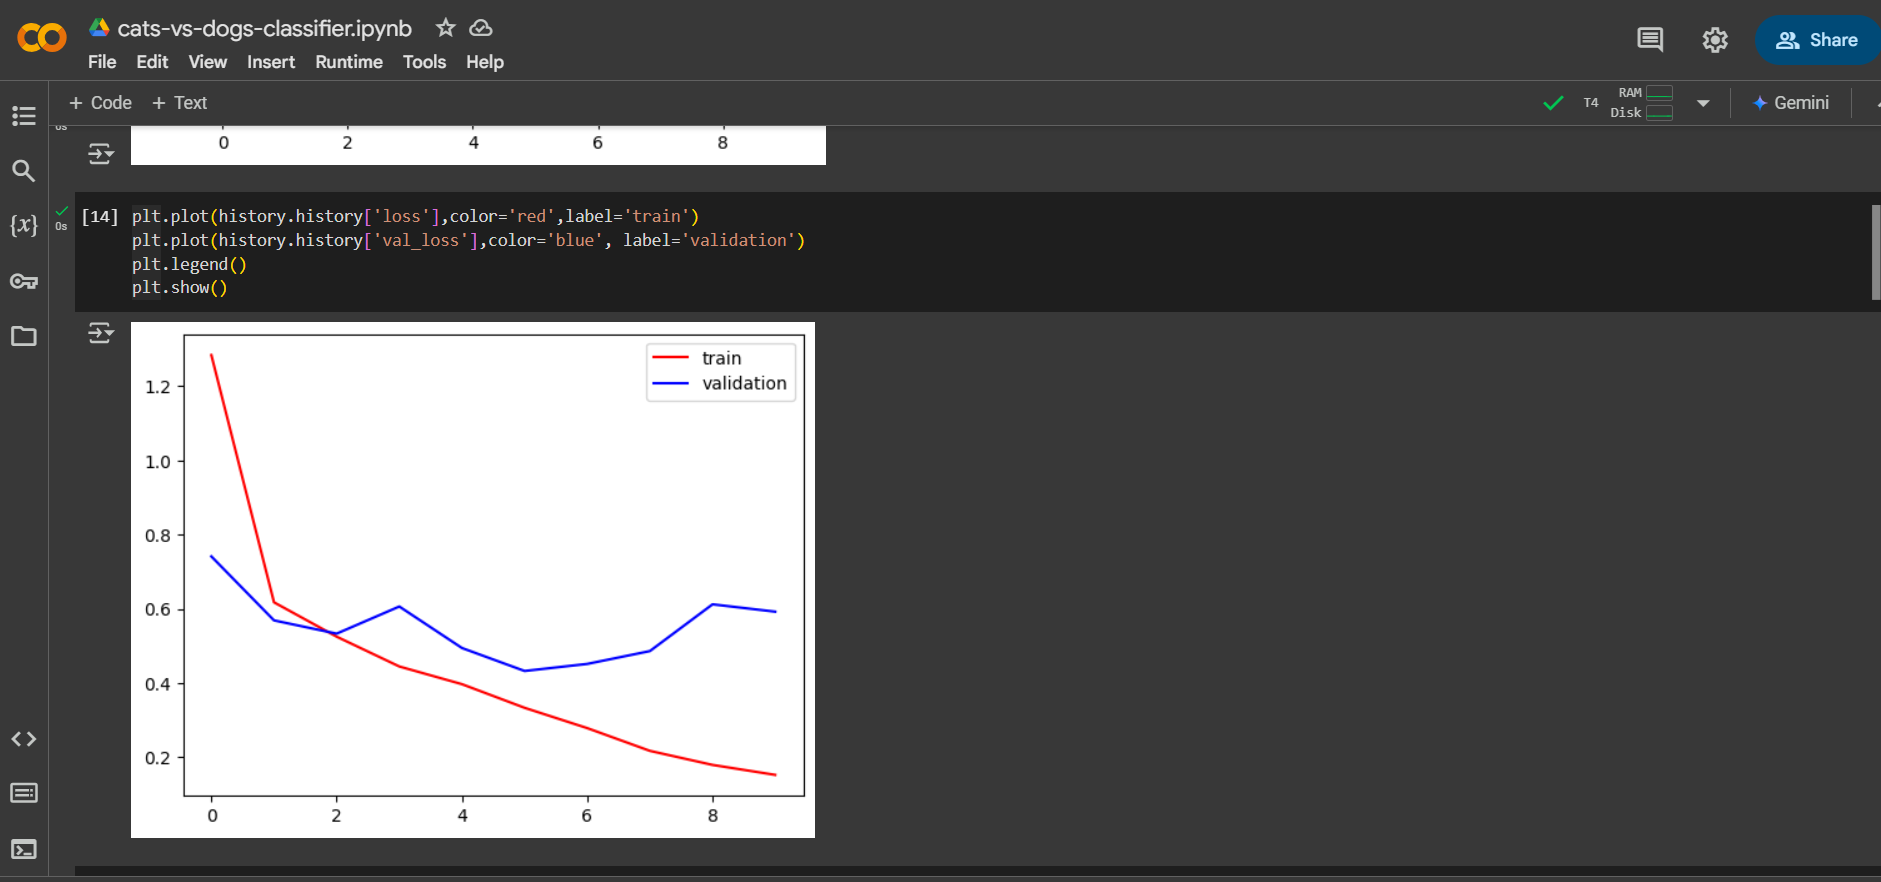 cats-vs-dogs-classifier.ipynb
File Edit View Insert Runtime Tools Help
Share
+ Code + Text
T4
RAM
Disk
Gemini
0s
0 2 4 6 8
0s
[14] plt.plot(history.history['loss'],color='red',label='train')
plt.plot(history.history['val_loss'],color='blue', label='validation')
plt.legend()
plt.show()
train
validation
1.2
1.0
0.8
0.6
0.4
0.2
0 2 4 6 8